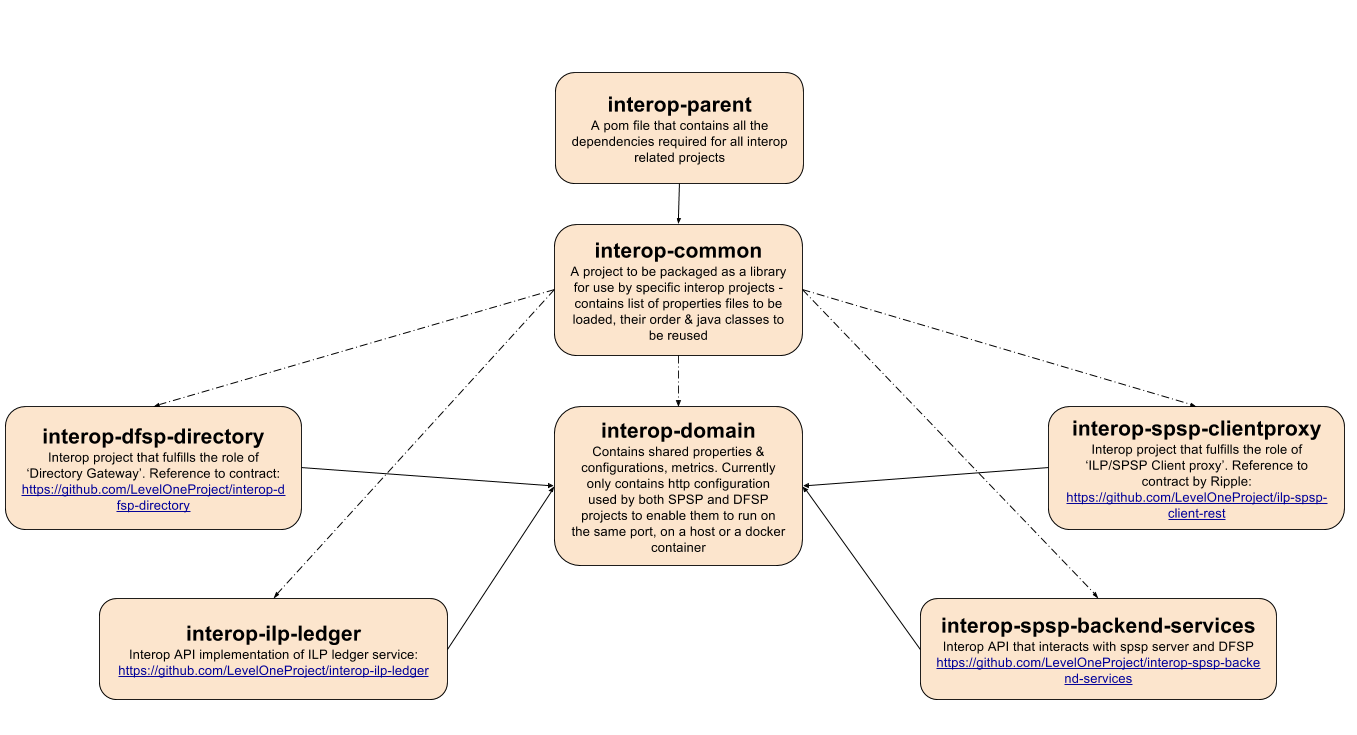 interop-parent
A pom file that contains all the
dependencies required for all interop
related projects
interop-common
A project to be packaged as a library
for use by specific interop projects -
contains list of properties files to be
loaded, their order & java classes to
be reused
interop-dfsp-directory
Interop project that fulfills the role of
‘Directory Gateway’. Reference to contract:
https://github.com/LevelOneProject/interop-d
fsp-directory
interop-domain
Contains shared properties &
configurations, metrics. Currently
only contains http configuration
used by both SPSP and DFSP
projects to enable them to run on
the same port, on a host or a docker
container
interop-spsp-clientproxy
Interop project that fulfills the role of
‘ILP/SPSP Client proxy’. Reference to
contract by Ripple:
https://github.com/LevelOneProject/ilp-spsp-
client-rest
interop-ilp-ledger
Interop API implementation of ILP ledger service:
https://github.com/LevelOneProject/interop-ilp-ledger
interop-spsp-backend-services
Interop API that interacts with spsp server and DFSP
https://github.com/LevelOneProject/interop-spsp-backe
nd-services